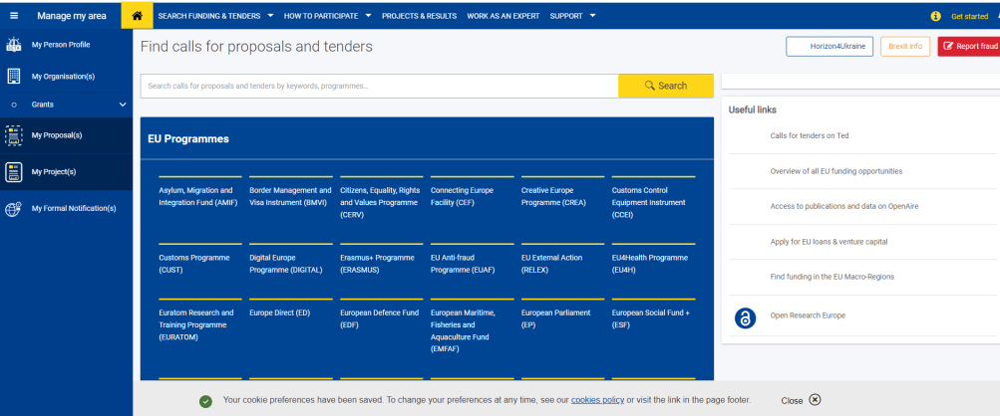 Manage my area
SEARCH FUNDING & TENDERS HOW TO PARTICIPATE PROJECTS & RESULTS WORK AS AN EXPERT SUPPORT
Get started
My Person Profile
My Organisation(s)
Grants
My Proposal(s)
My Project(s)
My Formal Notification(s)
Find calls for proposals and tenders
Horizon4Ukraine
Brexit info
Report fraud
Search calls for proposals and tenders by keywords, programmes...
Search
EU Programmes
Asylum, Migration and
Integration Fund (AMIF)
Border Management and
Visa Instrument (BMVI)
Citizens, Equality, Rights
and Values Programme
(CERV)
Connecting Europe
Facility (CEF)
Creative Europe
Programme (CREA)
Customs Control
Equipment Instrument
(CCEI)
Customs Programme
(CUST)
Digital Europe
Programme (DIGITAL)
Erasmus+ Programme
(ERASMUS)
EU Anti-fraud
Programme (EUAF)
EU External Action
(RELEX)
EU4Health Programme
(EU4H)
Euratom Research and
Training Programme
(EURATOM)
Europe Direct (ED)
European Defence Fund
(EDF)
European Maritime,
Fisheries and
Aquaculture Fund
(EMFAF)
European Parliament
(EP)
European Social Fund +
(ESF)
Useful links
Calls for tenders on Ted
Overview of all EU funding opportunities
Access to publications and data on OpenAire
Apply for EU loans & venture capital
Find funding in the EU Macro-Regions
Open Research Europe
Your cookie preferences have been saved. To change your preferences at any time, see our cookies policy or visit the link in the page footer.
Close